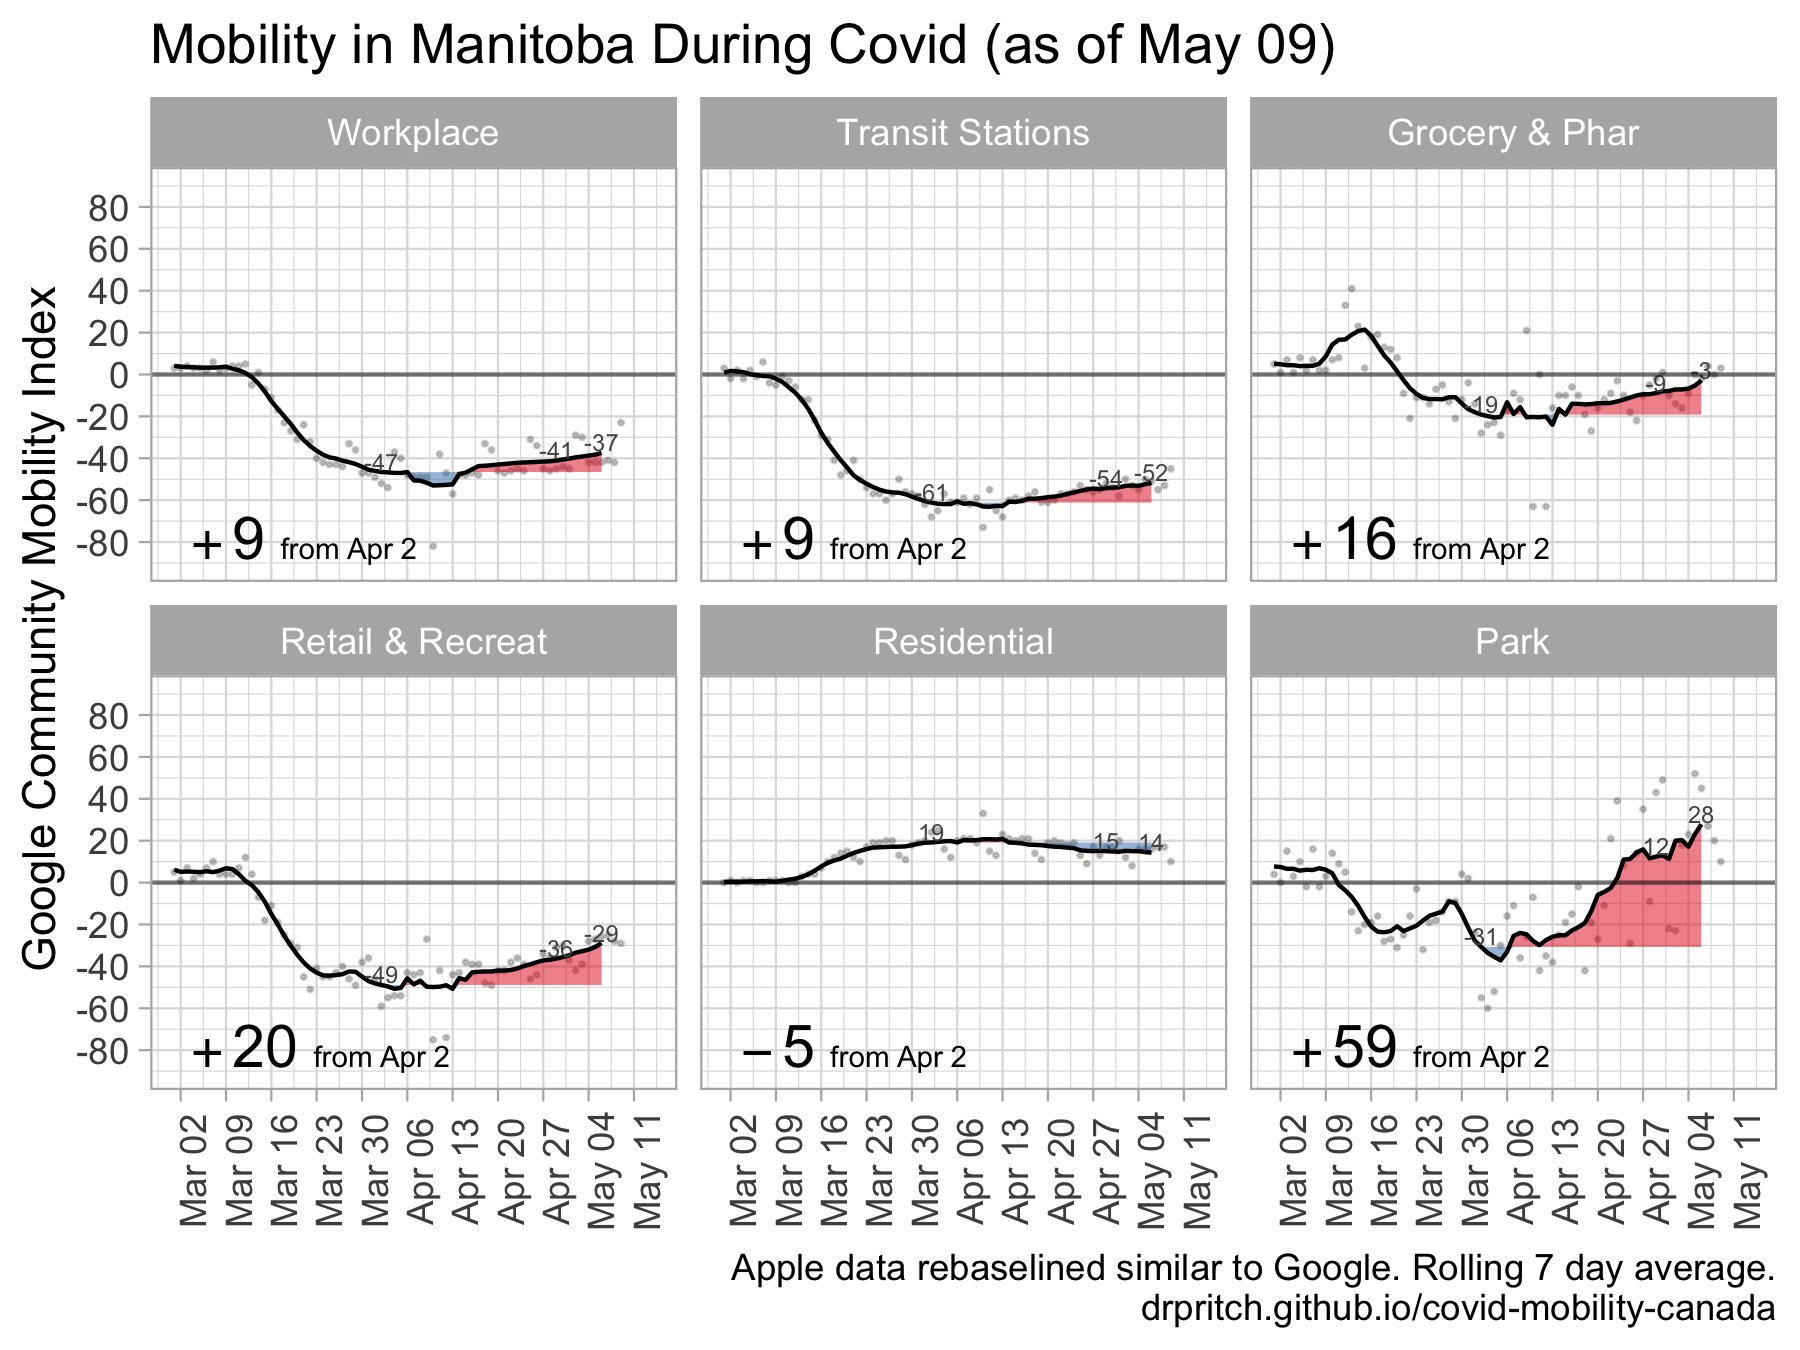 Mobility in Manitoba During Covid (as of May 09)
Google Community Mobility Index
Workplace
Transit Stations
Grocery & Phar
80
60
40
20
0
-20
-40
-60
-80
-47
-41
-37
+9 from Apr 2
-61
-54
-52
+9 from Apr 2
-19
-9
-3
+16 from Apr 2
Retail & Recreat
Residential
Park
80
60
40
20
0
-20
-40
-60
-80
-49
-36
-29
+20 from Apr 2
19
15
14
−5 from Apr 2
-31
12
28
+59 from Apr 2
Mar 02
Mar 09
Mar 16
Mar 23
Mar 30
Apr 06
Apr 13
Apr 20
Apr 27
May 04
May 11
Mar 02
Mar 09
Mar 16
Mar 23
Mar 30
Apr 06
Apr 13
Apr 20
Apr 27
May 04
May 11
Mar 02
Mar 09
Mar 16
Mar 23
Mar 30
Apr 06
Apr 13
Apr 20
Apr 27
May 04
May 11
Apple data rebaselined similar to Google. Rolling 7 day average.
drpritch.github.io/covid-mobility-canada